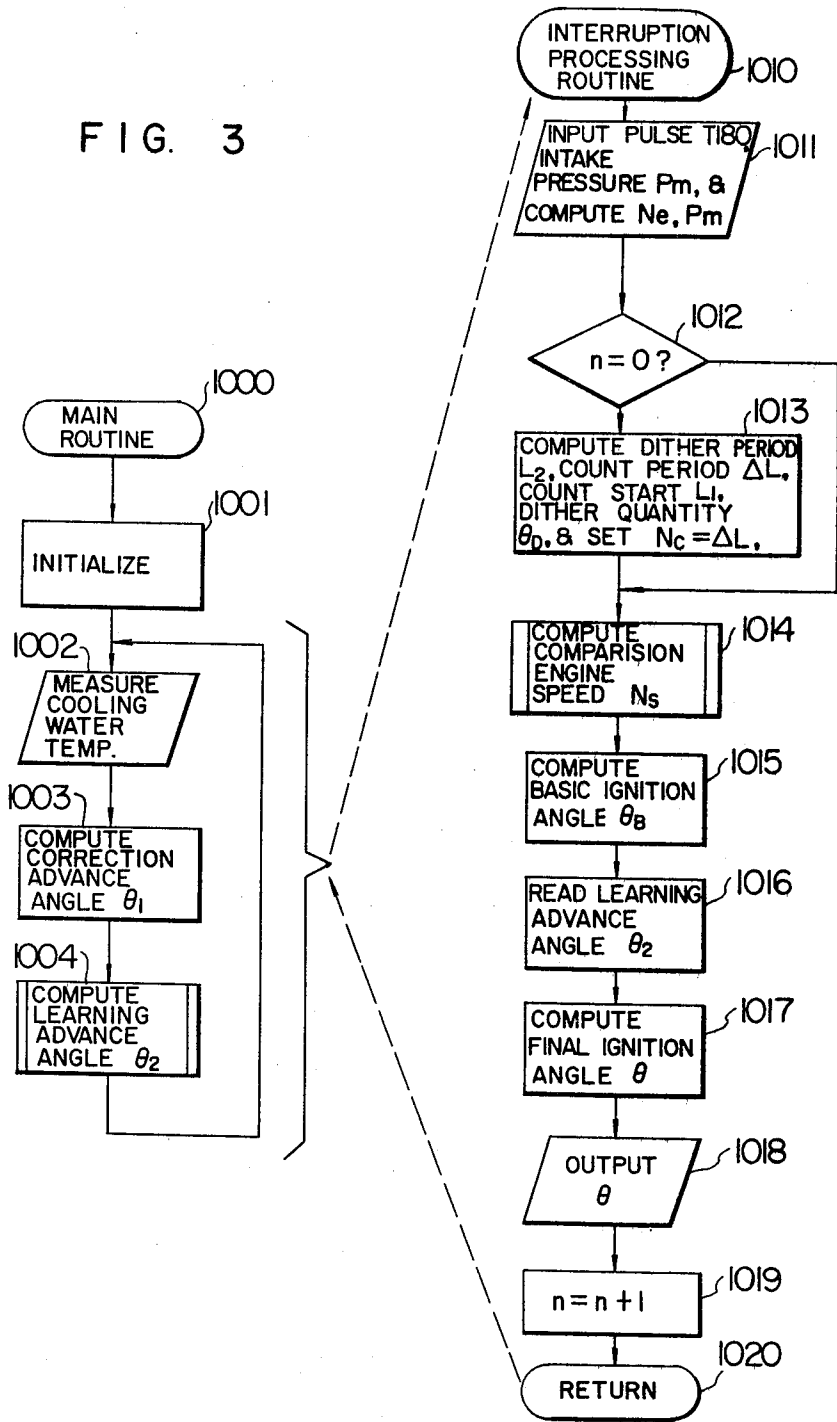 FIG. 3
MAIN
ROUTINE
1000
1001
INITIALIZE
1002
MEASURE
COOLING
WATER
TEMP.
1003
COMPUTE
CORRECTION
ADVANCE
ANGLE θ1
1004
COMPUTE
LEARNING
ADVANCE
ANGLE θ2
INTERRUPTION
PROCESSING
ROUTINE
1010
INPUT PULSE T180,
INTAKE
PRESSURE Pm, &
COMPUTE Ne, Pm
1011
1012
n = 0 ?
1013
COMPUTE DITHER PERIOD
L2, COUNT PERIOD ΔL,
COUNT START L1,
DITHER QUANTITY
θD, & SET NC = ΔL,
COMPUTE
COMPARISION
ENGINE
SPEED NS
1014
COMPUTE
BASIC IGNITION
ANGLE θB
1015
READ LEARNING
ADVANCE
ANGLE θ2
1016
COMPUTE
FINAL IGNITION
ANGLE θ
1017
OUTPUT
θ
1018
n = n + 1
1019
RETURN
1020